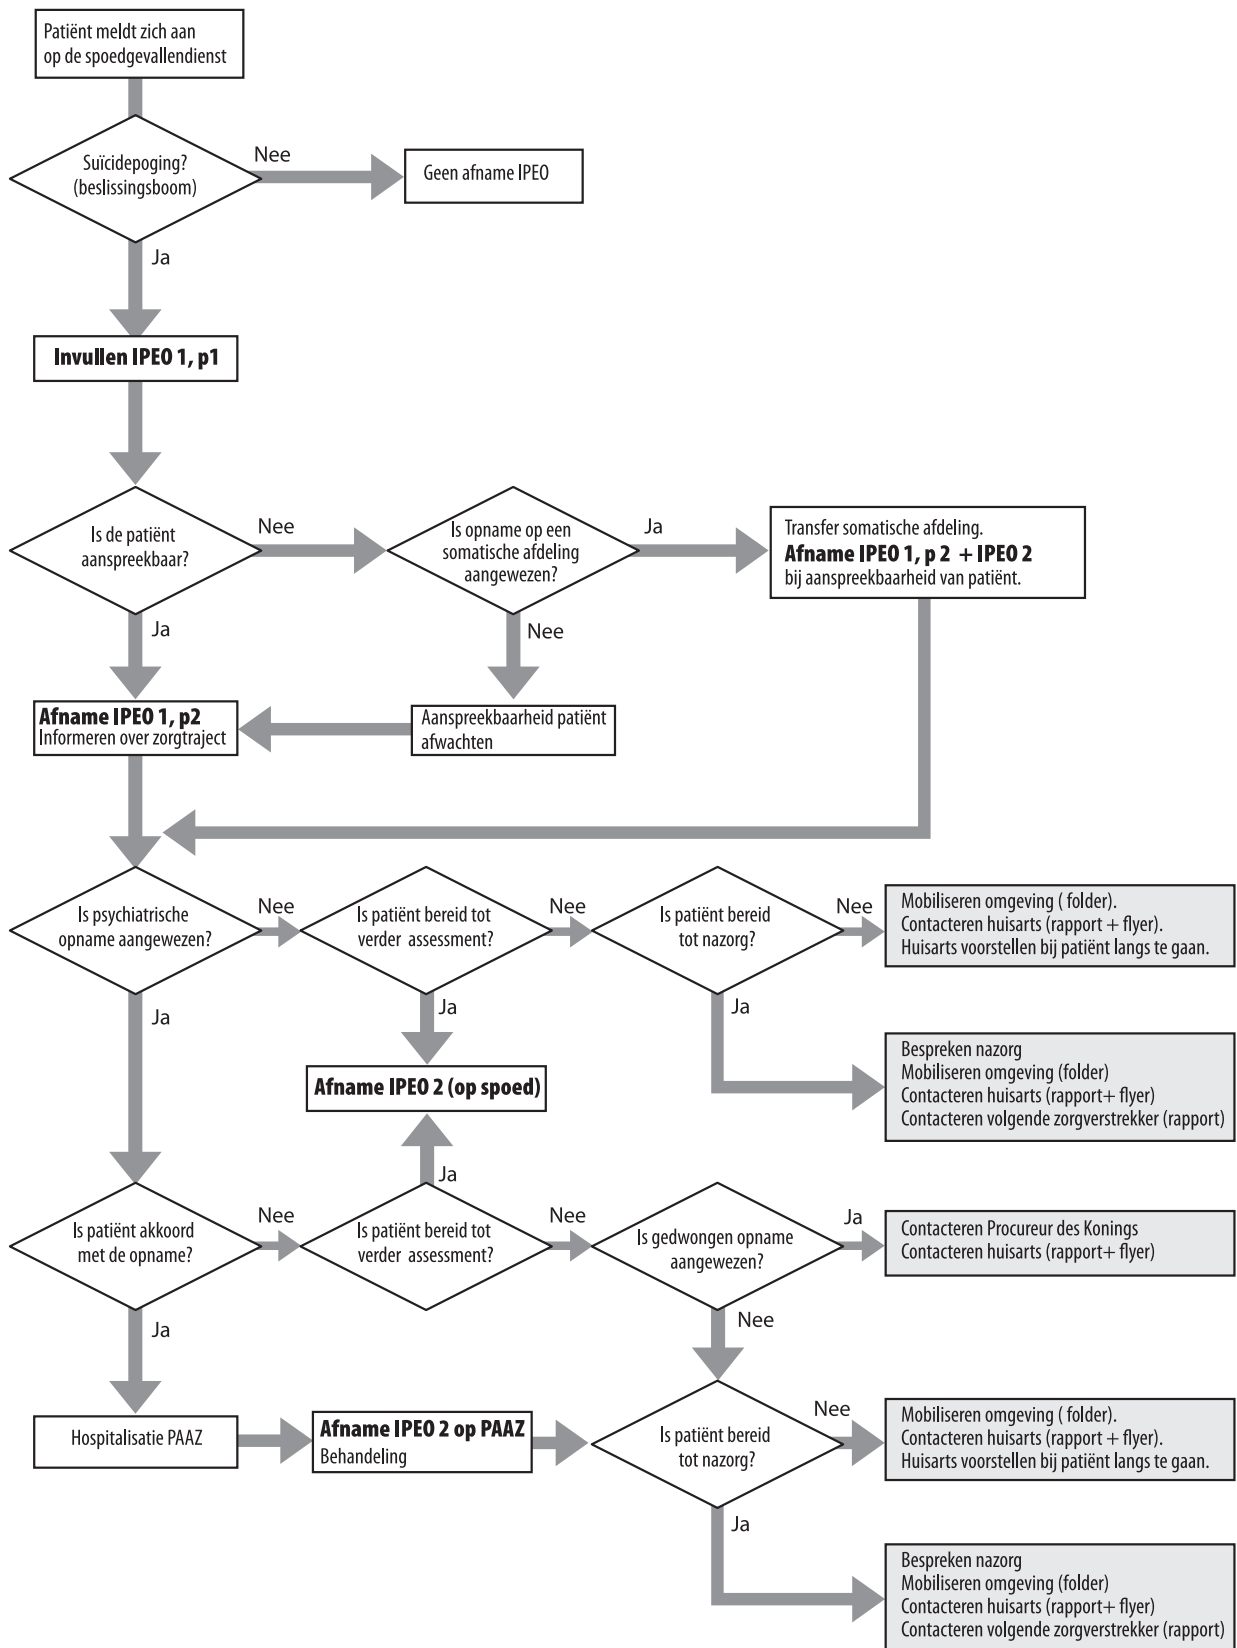 Patiënt meldt zich aan
op de spoedgevallendienst
Suïcidepoging?
(beslissingsboom)
Nee
Geen afname IPEO
Ja
Invullen IPEO 1, p1
Is de patiënt
aanspreekbaar?
Nee
Is opname op een
somatische afdeling
aangewezen?
Ja
Transfer somatische afdeling.
Afname IPEO 1, p 2 + IPEO 2
bij aanspreekbaarheid van patiënt.
Ja
Nee
Afname IPEO 1, p2
Informeren over zorgtraject
Aanspreekbaarheid patiënt
afwachten
Is psychiatrische
opname aangewezen?
Nee
Is patiënt bereid tot
verder assessment?
Nee
Is patiënt bereid
tot nazorg?
Nee
Mobiliseren omgeving ( folder).
Contacteren huisarts (rapport + flyer).
Huisarts voorstellen bij patiënt langs te gaan.
Ja
Ja
Ja
Bespreken nazorg
Mobiliseren omgeving (folder)
Contacteren huisarts (rapport+ flyer)
Contacteren volgende zorgverstrekker (rapport)
Afname IPEO 2 (op spoed)
Ja
Is patiënt akkoord
met de opname?
Nee
Is patiënt bereid tot
verder assessment?
Nee
Is gedwongen opname
aangewezen?
Ja
Contacteren Procureur des Konings
Contacteren huisarts (rapport+ flyer)
Ja
Nee
Hospitalisatie PAAZ
Afname IPEO 2 op PAAZ
Behandeling
Is patiënt bereid
tot nazorg?
Nee
Mobiliseren omgeving ( folder).
Contacteren huisarts (rapport + flyer).
Huisarts voorstellen bij patiënt langs te gaan.
Ja
Bespreken nazorg
Mobiliseren omgeving (folder)
Contacteren huisarts (rapport+ flyer)
Contacteren volgende zorgverstrekker (rapport)